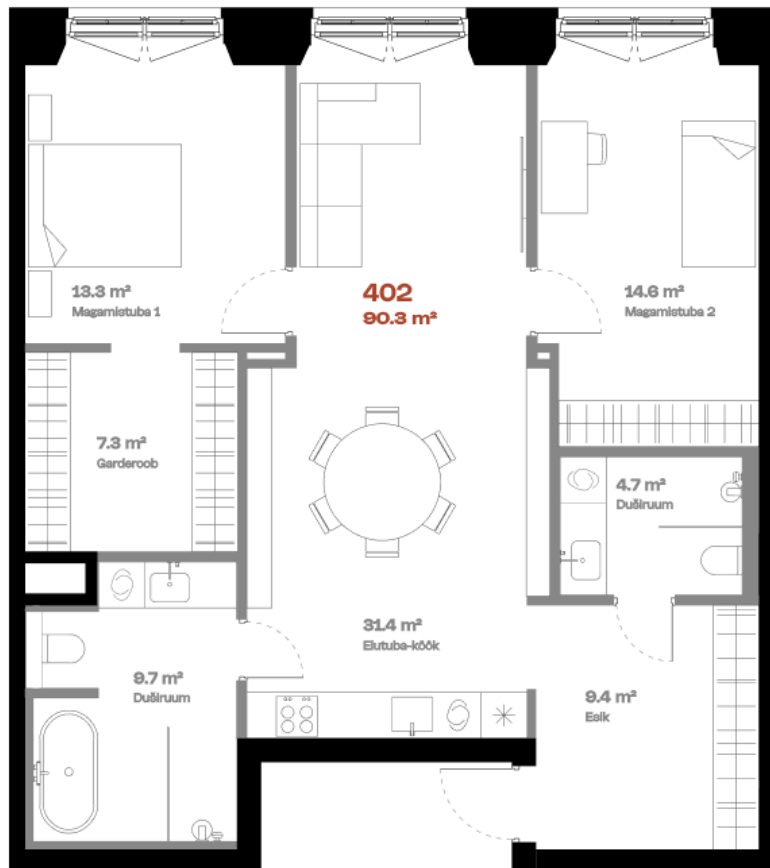 13.3 m²
Magamistuba 1
402
90.3 m²
14.6 m²
Magamistuba 2
7.3 m²
Garderoob
4.7 m²
Duširuum
31.4 m²
Elutuba-köök
9.7 m²
Duširuum
9.4 m²
Esik